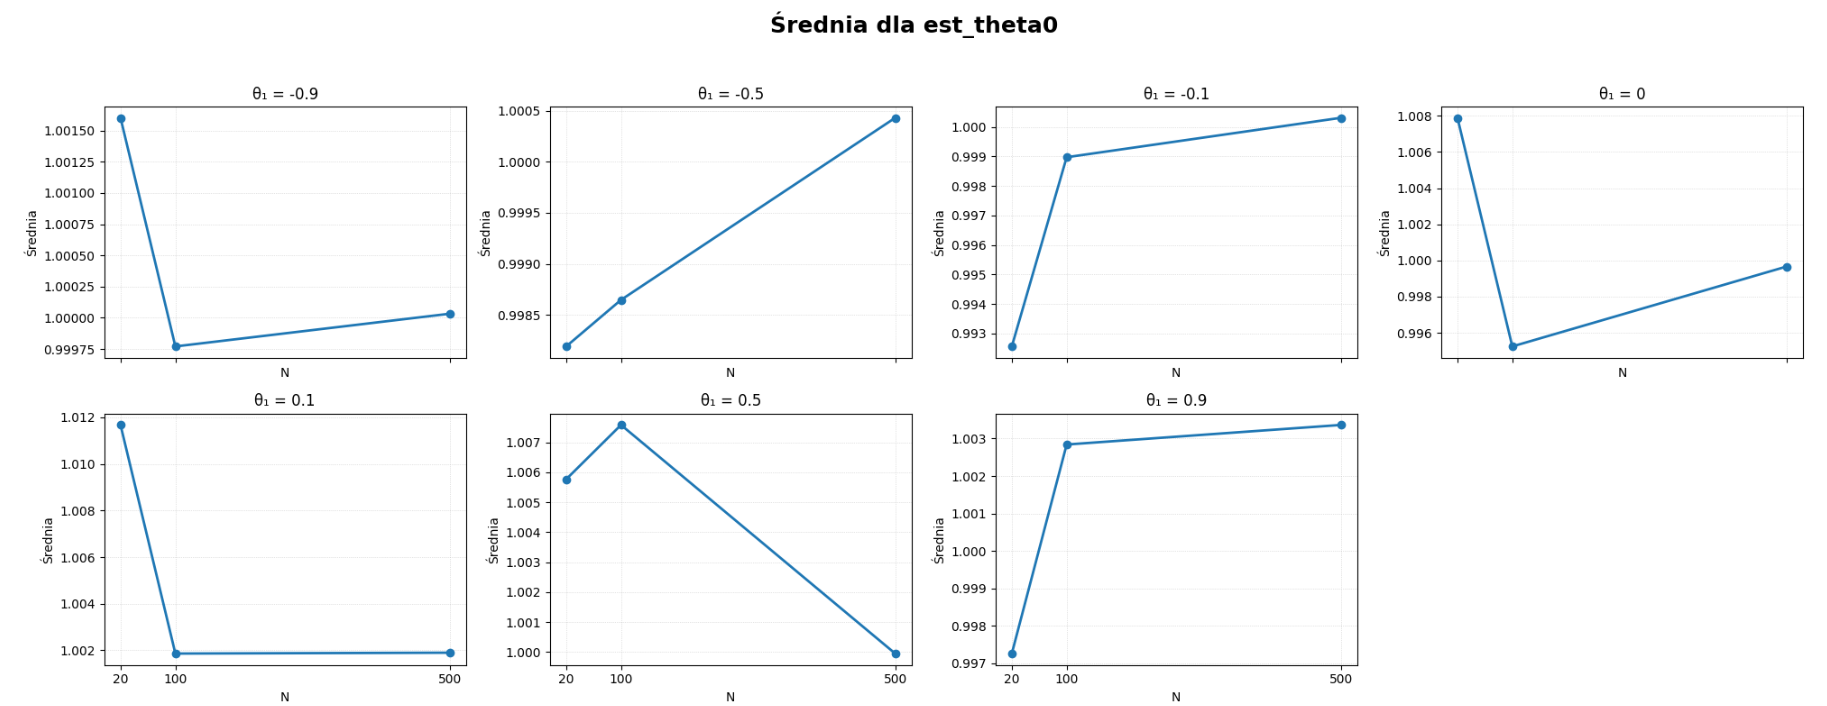 Średnia dla est_theta0
θ₁ = -0.9
1.00150
1.00125
1.00100
1.00075
1.00050
1.00025
1.00000
0.99975
Średnia
N
θ₁ = -0.5
1.0005
1.0000
0.9995
0.9990
0.9985
Średnia
N
θ₁ = -0.1
1.000
0.999
0.998
0.997
0.996
0.995
0.994
0.993
Średnia
N
θ₁ = 0
1.008
1.006
1.004
1.002
1.000
0.998
0.996
Średnia
N
θ₁ = 0.1
1.012
1.010
1.008
1.006
1.004
1.002
Średnia
20 100 500
N
θ₁ = 0.5
1.007
1.006
1.005
1.004
1.003
1.002
1.001
1.000
Średnia
20 100 500
N
θ₁ = 0.9
1.003
1.002
1.001
1.000
0.999
0.998
0.997
Średnia
20 100 500
N